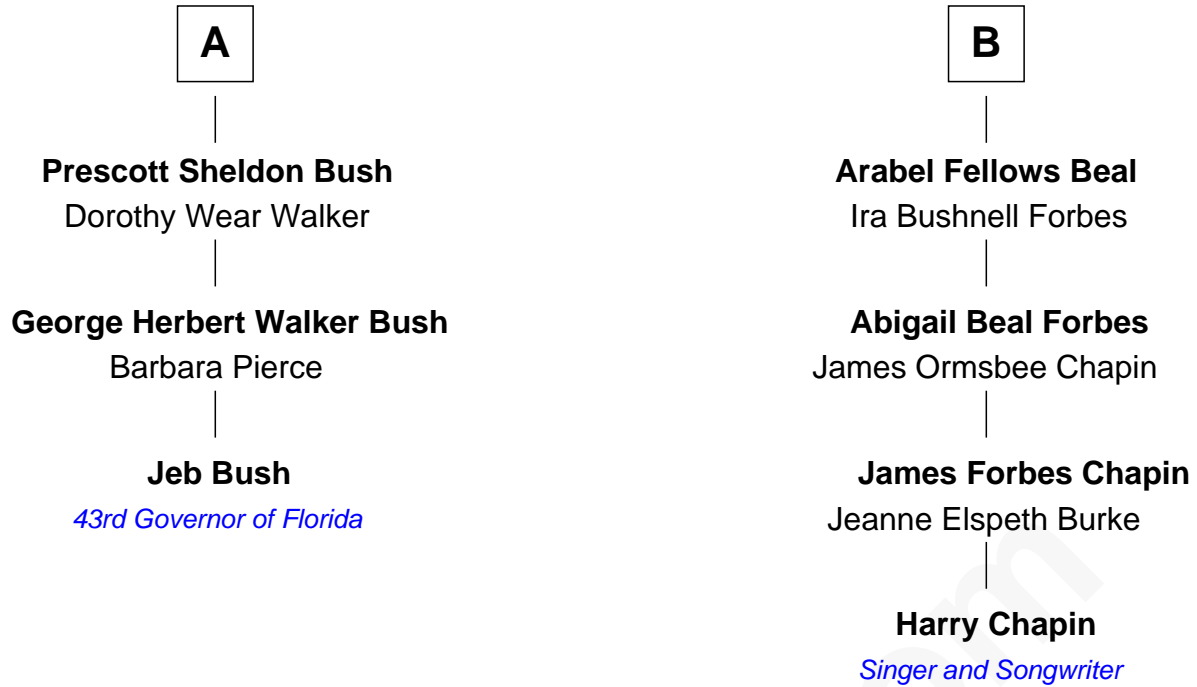 A
Prescott Sheldon Bush
Dorothy Wear Walker
George Herbert Walker Bush
Barbara Pierce
Jeb Bush
43rd Governor of Florida
B
Arabel Fellows Beal
Ira Bushnell Forbes
Abigail Beal Forbes
James Ormsbee Chapin
James Forbes Chapin
Jeanne Elspeth Burke
Harry Chapin
Singer and Songwriter